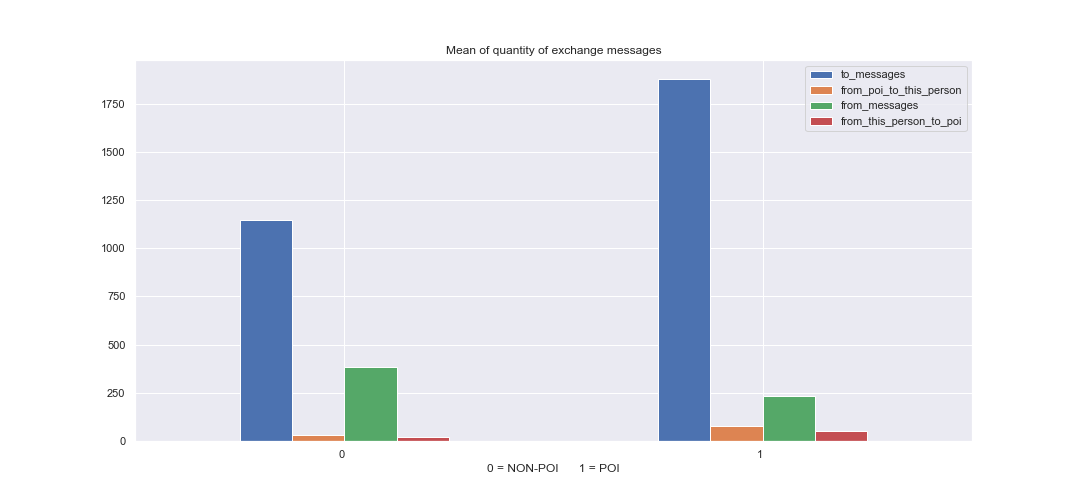 Mean of quantity of exchange messages
to_messages
from_poi_to_this_person
from_messages
from_this_person_to_poi
1750
1500
1250
1000
750
500
250
0
0 1
0 = NON-POI 1 = POI